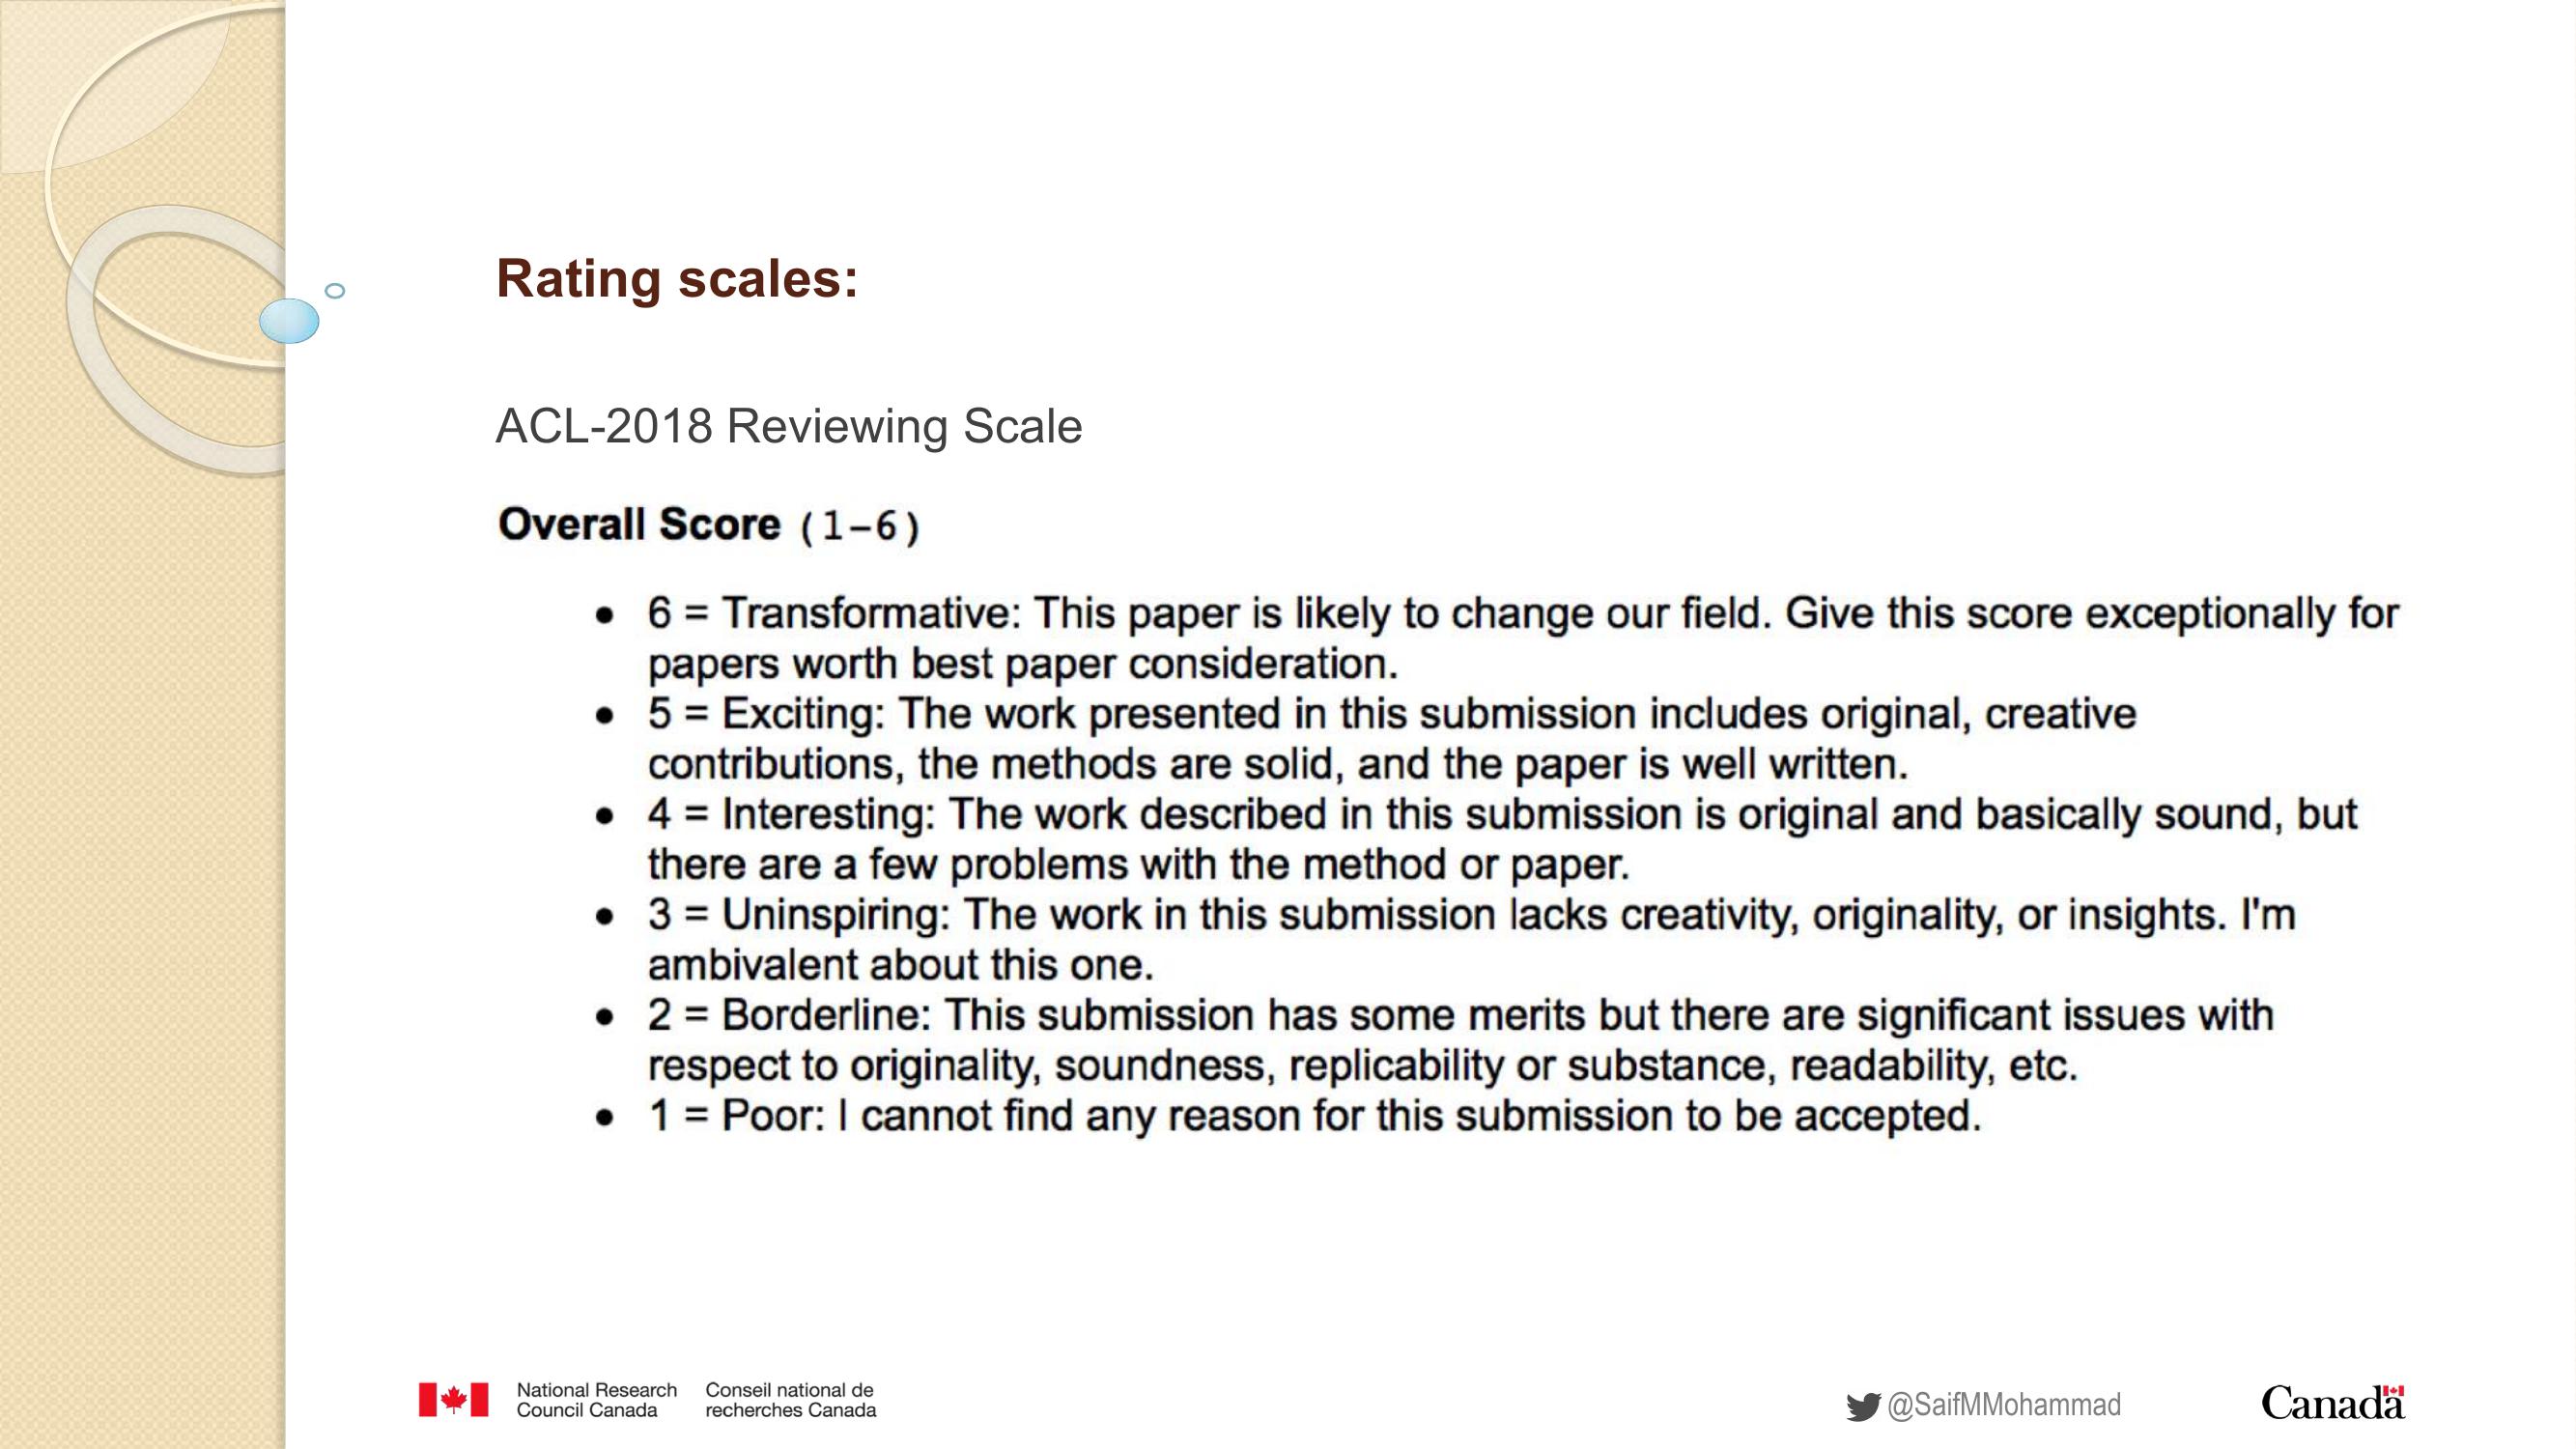 Rating scales:
ACL-2018 Reviewing Scale
Overall Score (1-6)
• 6 = Transformative: This paper is likely to change our field. Give this score exceptionally for
papers worth best paper consideration.
• 5 = Exciting: The work presented in this submission includes original, creative
contributions, the methods are solid, and the paper is well written.
• 4 = Interesting: The work described in this submission is original and basically sound, but
there are a few problems with the method or paper.
• 3 = Uninspiring: The work in this submission lacks creativity, originality, or insights. I'm
ambivalent about this one.
• 2 = Borderline: This submission has some merits but there are significant issues with
respect to originality, soundness, replicability or substance, readability, etc.
• 1 = Poor: I cannot find any reason for this submission to be accepted.
National Research
Council Canada
Conseil national de
recherches Canada
@SaifMMohammad
Canada